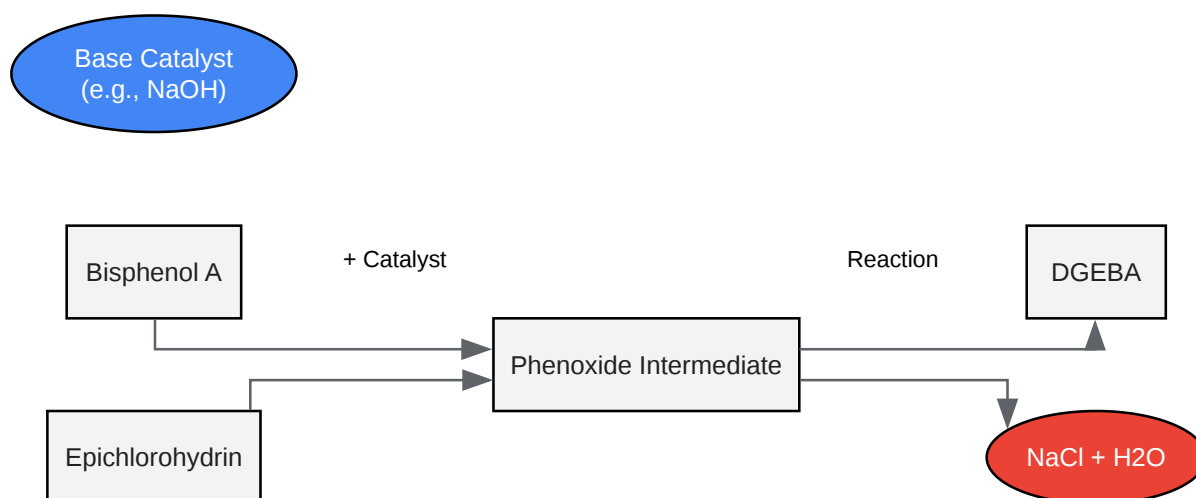 Base Catalyst
(e.g., NaOH)
Bisphenol A
+ Catalyst
Reaction
DGEBA
Phenoxide Intermediate
Epichlorohydrin
NaCl + H2O